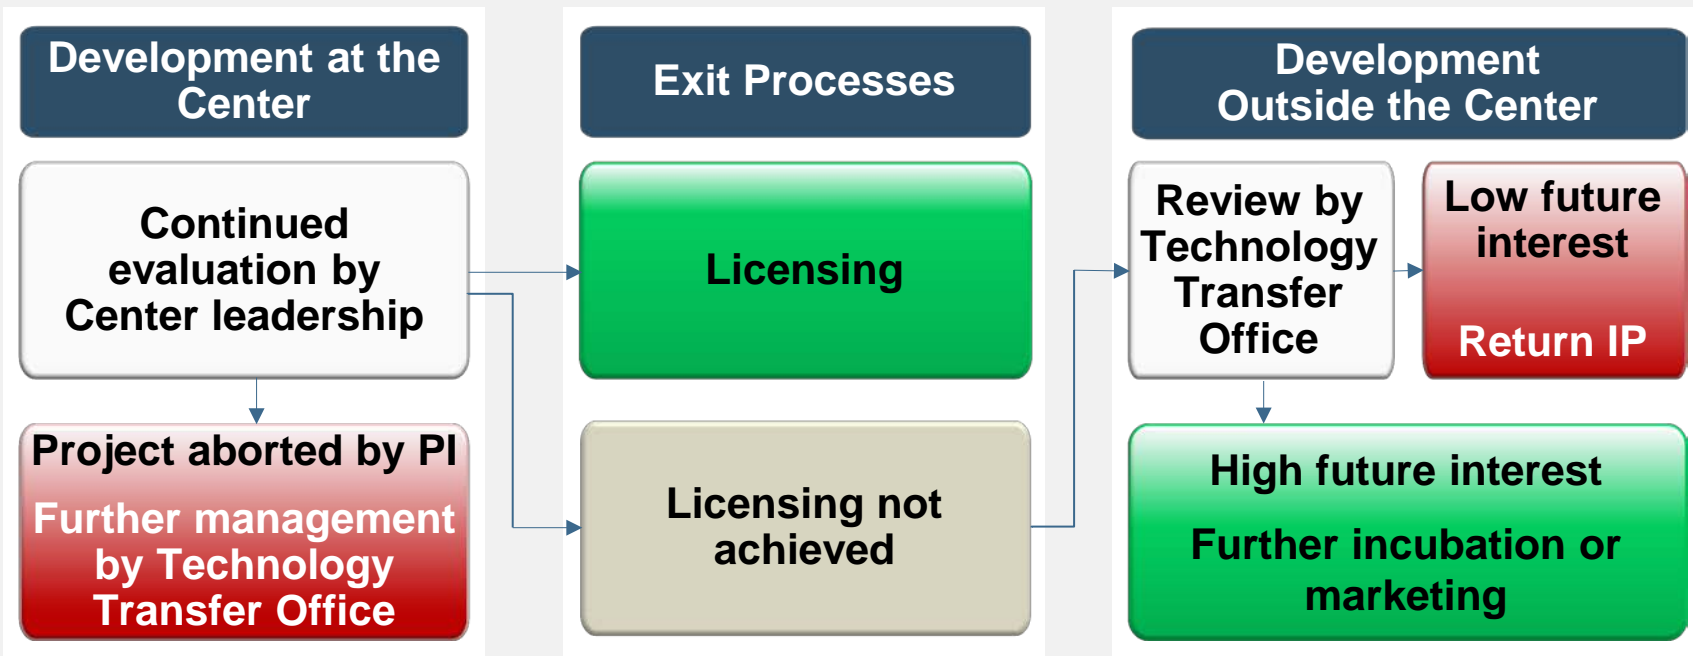 Development at the
Center
Continued
evaluation by
Center leadership
Project aborted by PI
Further management
by Technology
Transfer Office
Exit Processes
Licensing
Licensing not
achieved
Development
Outside the Center
Review by
Technology
Transfer
Office
Low future
interest
Return IP
High future interest
Further incubation or
marketing